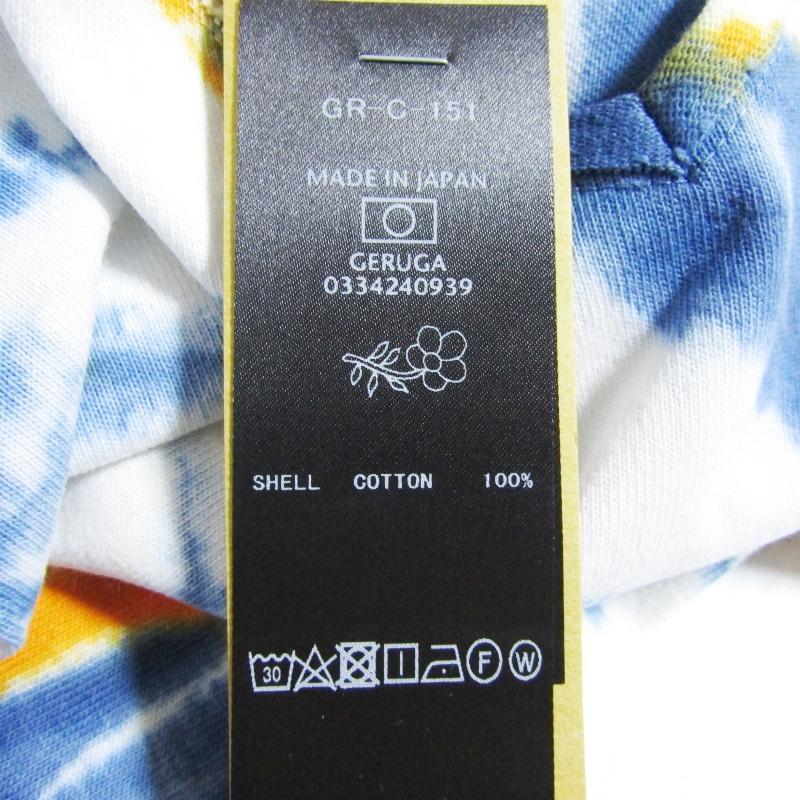 GR-C-151
MADE IN JAPAN
GERUGA
0334240939
SHELL COTTON 100%
30 F W